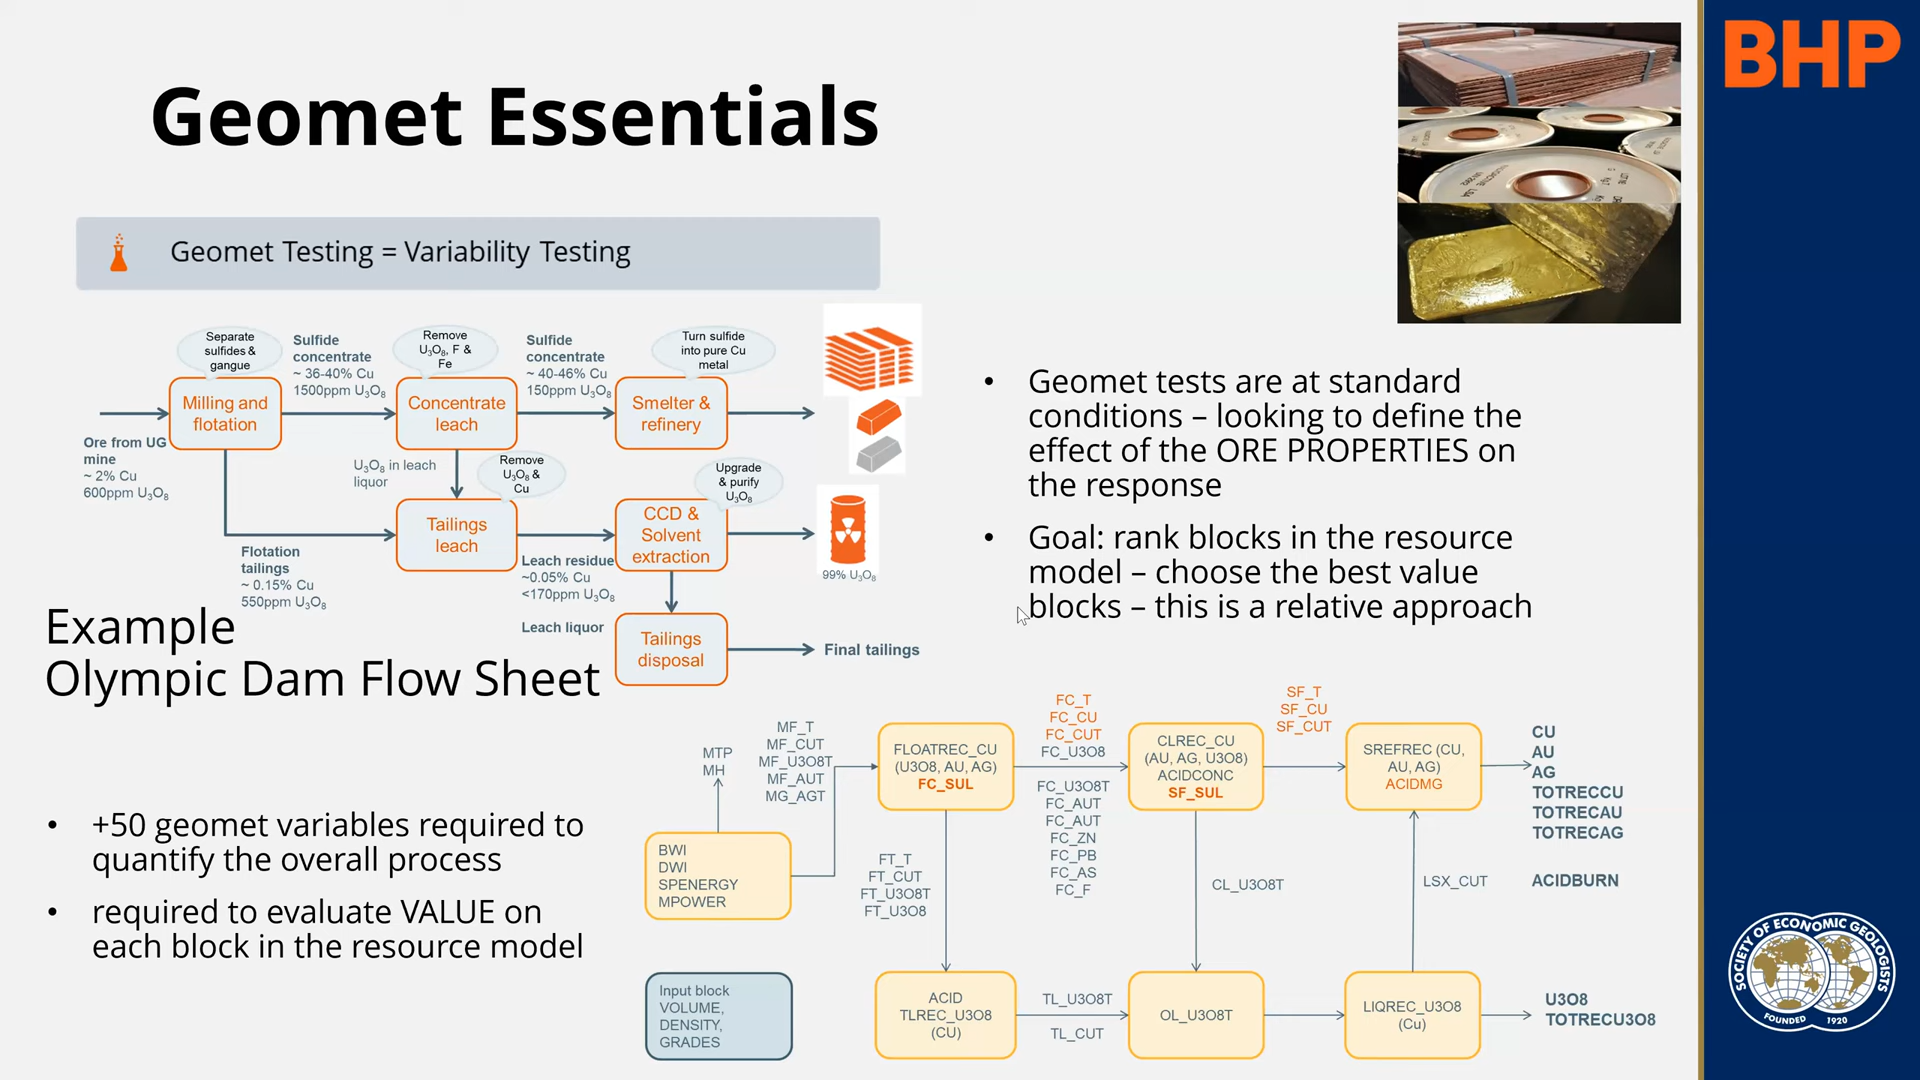 BHP
Geomet Essentials
Geomet Testing = Variability Testing
Separate
sulfides &
gangue
Sulfide
concentrate
~ 36-40% Cu
1500ppm U₃O₈
Remove
U₃O₈, F &
Fe
Sulfide
concentrate
~ 40-46% Cu
150ppm U₃O₈
Turn sulfide
into pure Cu
metal
Milling and
flotation
Concentrate
leach
Smelter &
refinery
Ore from UG
mine
~ 2% Cu
600ppm U₃O₈
U₃O₈ in leach
liquor
Remove
U₃O₈ &
Cu
Upgrade
& purify
U₃O₈
Tailings
leach
CCD &
Solvent
extraction
Flotation
tailings
~ 0.15% Cu
550ppm U₃O₈
Leach residue
~0.05% Cu
<170ppm U₃O₈
99% U₃O₈
Leach liquor
Tailings
disposal
Final tailings
Example
Olympic Dam Flow Sheet
• Geomet tests are at standard
conditions – looking to define the
effect of the ORE PROPERTIES on
the response
• Goal: rank blocks in the resource
model – choose the best value
blocks – this is a relative approach
• +50 geomet variables required to
quantify the overall process
• required to evaluate VALUE on
each block in the resource model
MTP
MH
MF_T
MF_CUT
MF_U3O8T
MF_AUT
MG_AGT
BWI
DWI
SPENERGY
MPOWER
FLOATREC_CU
(U3O8, AU, AG)
FC_SUL
FC_T
FC_CU
FC_CUT
FC_U3O8
FC_U3O8T
FC_AUT
FC_AUT
FC_ZN
FC_PB
FC_AS
FC_F
CLREC_CU
(AU, AG, U3O8)
ACIDCONC
SF_SUL
SF_T
SF_CU
SF_CUT
SREFREC (CU,
AU, AG)
ACIDMG
CU
AU
AG
TOTRECCU
TOTRECAU
TOTRECAG
ACIDBURN
FT_T
FT_CUT
FT_U3O8T
FT_U3O8
CL_U3O8T
LSX_CUT
Input block
VOLUME,
DENSITY,
GRADES
ACID
TLREC_U3O8
(CU)
TL_U3O8T
TL_CUT
OL_U3O8T
LIQREC_U3O8
(Cu)
U3O8
TOTRECU3O8
SOCIETY OF ECONOMIC GEOLOGISTS
FOUNDED 1920